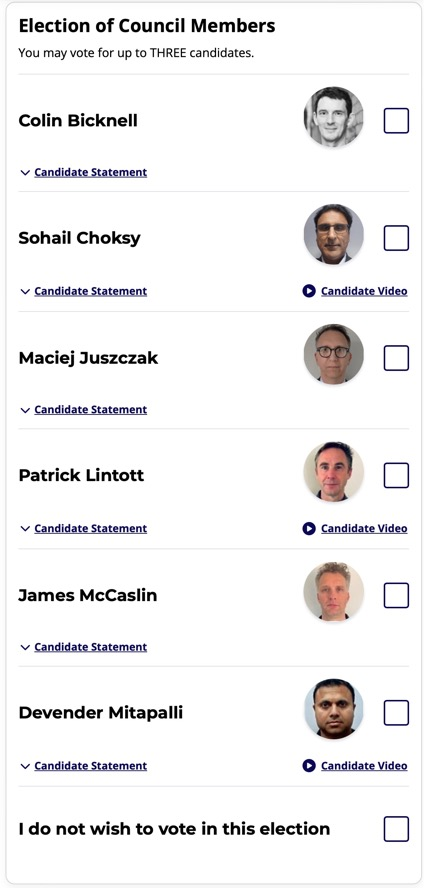 Election of Council Members
You may vote for up to THREE candidates.
Colin Bicknell
Candidate Statement
Sohail Choksy
Candidate Statement
Candidate Video
Maciej Juszczak
Candidate Statement
Patrick Lintott
Candidate Statement
Candidate Video
James McCaslin
Candidate Statement
Devender Mitapalli
Candidate Statement
Candidate Video
I do not wish to vote in this election